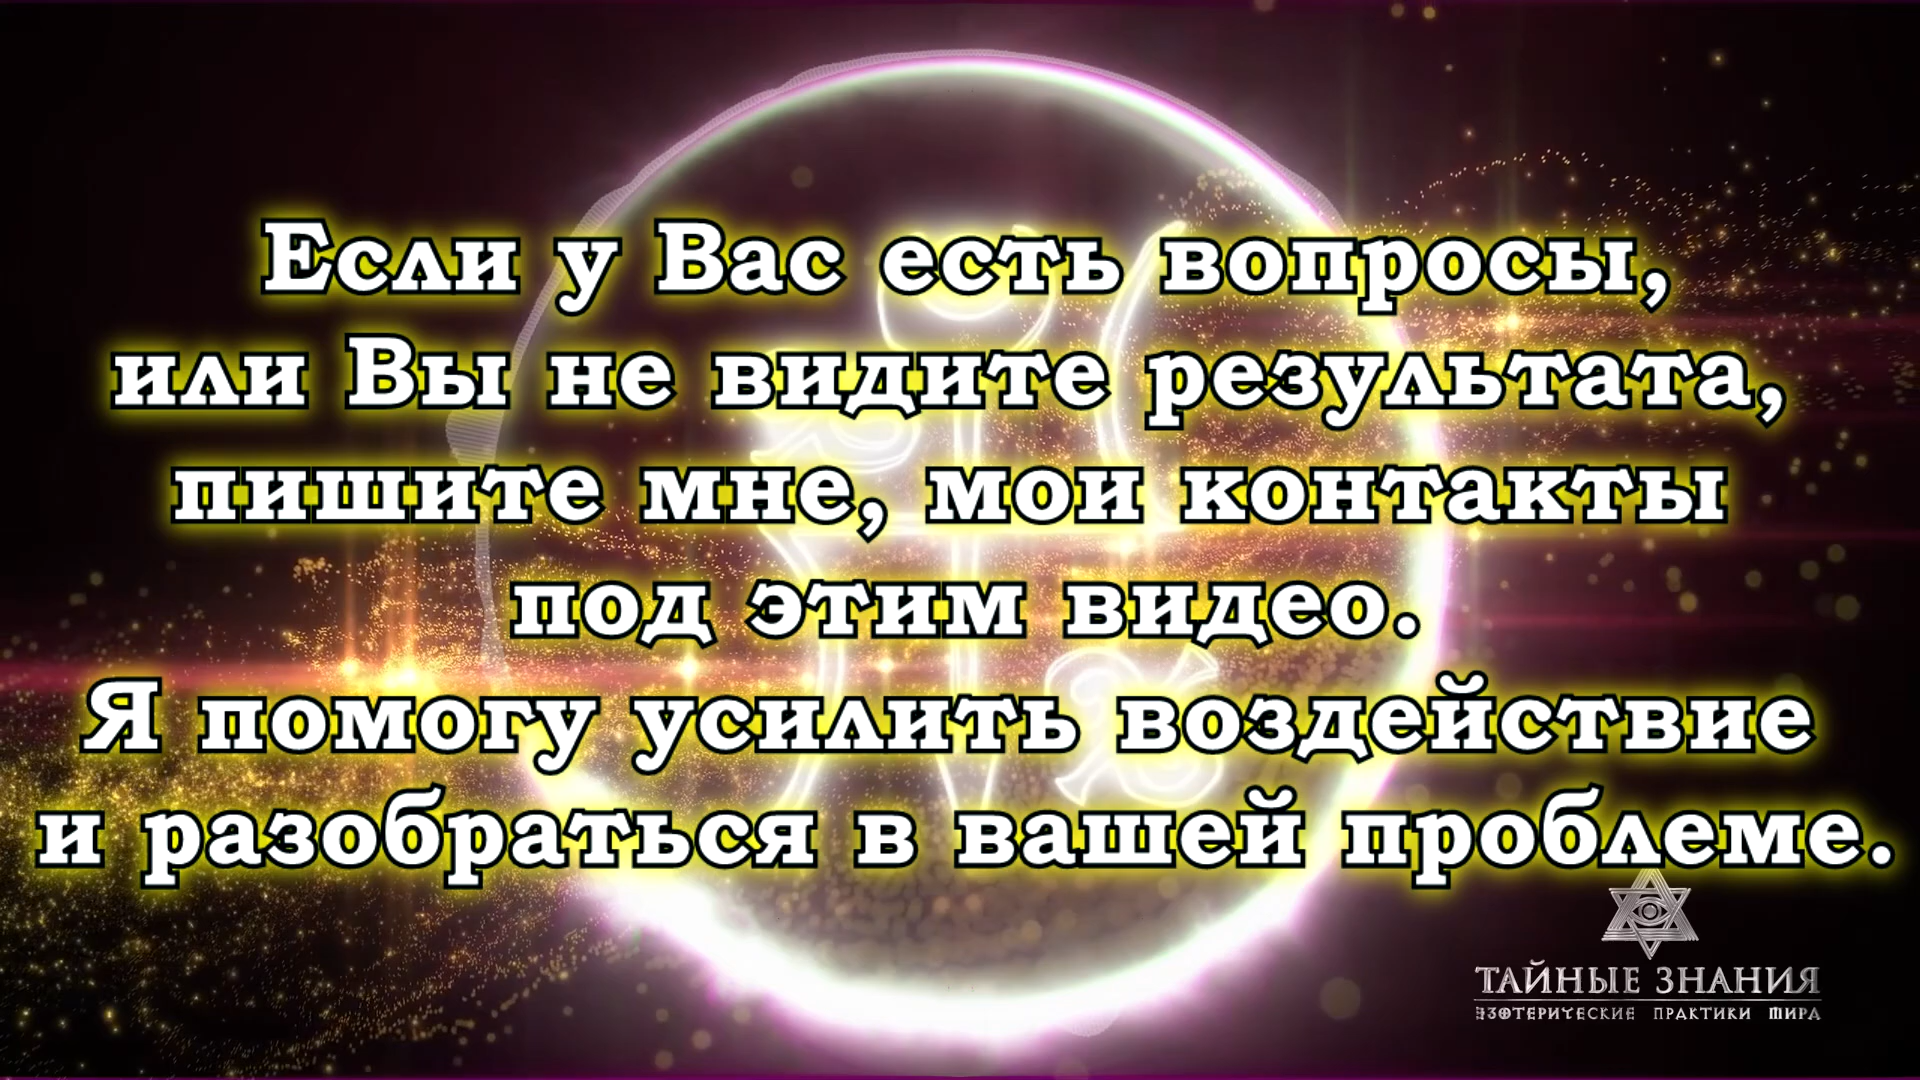 Если у Вас есть вопросы,
или Вы не видите результата,
пишите мне, мои контакты
под этим видео.
Я помогу усилить воздействие
и разобраться в вашей проблеме.
ТАЙНЫЕ ЗНАНИЯ
ЭЗОТЕРИЧЕСКИЕ ПРАКТИКИ МИРА